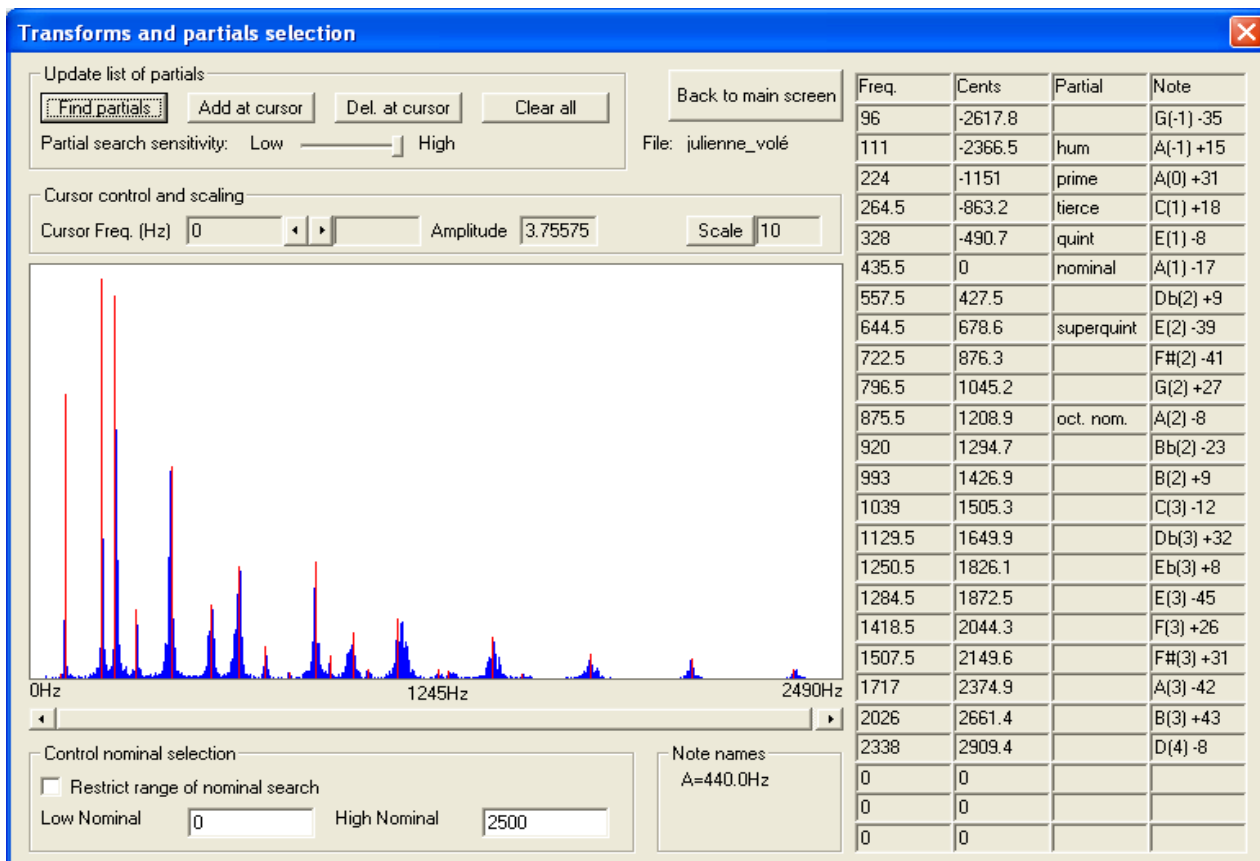 Transforms and partials selection
Update list of partials
Find partials Add at cursor Del. at cursor Clear all
Partial search sensitivity: Low High
Back to main screen
File: julienne_volé
Cursor control and scaling
Cursor Freq. (Hz) 0 Amplitude 3.75575 Scale 10
0Hz 1245Hz 2490Hz
Control nominal selection
Restrict range of nominal search
Low Nominal 0 High Nominal 2500
Note names
A=440.0Hz
Freq. Cents Partial Note
96 -2617.8 G(-1) -35
111 -2366.5 hum A(-1) +15
224 -1151 prime A(0) +31
264.5 -863.2 tierce C(1) +18
328 -490.7 quint E(1) -8
435.5 0 nominal A(1) -17
557.5 427.5 Db(2) +9
644.5 678.6 superquint E(2) -39
722.5 876.3 F#(2) -41
796.5 1045.2 G(2) +27
875.5 1208.9 oct. nom. A(2) -8
920 1294.7 Bb(2) -23
993 1426.9 B(2) +9
1039 1505.3 C(3) -12
1129.5 1649.9 Db(3) +32
1250.5 1826.1 Eb(3) +8
1284.5 1872.5 E(3) -45
1418.5 2044.3 F(3) +26
1507.5 2149.6 F#(3) +31
1717 2374.9 A(3) -42
2026 2661.4 B(3) +43
2338 2909.4 D(4) -8
0 0
0 0
0 0